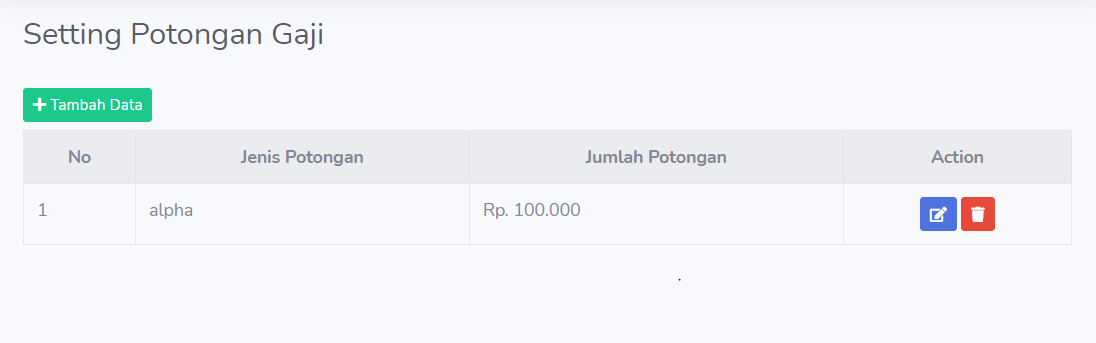 Setting Potongan Gaji
Tambah Data
No Jenis Potongan Jumlah Potongan Action
1 alpha Rp. 100.000
.